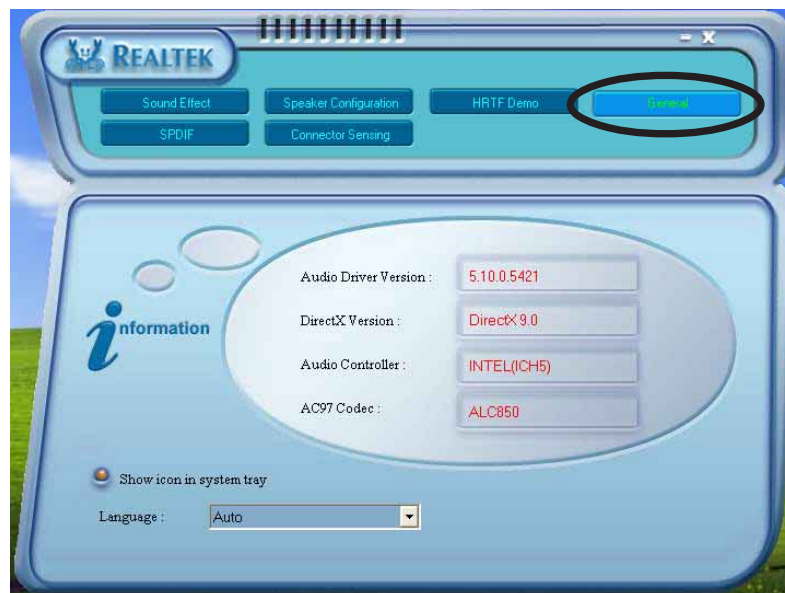 REALTEK
- X
Sound Effect Speaker Configuration HRTF Demo General
SPDIF Connector Sensing
Audio Driver Version : 5.10.0.5421
information
DirectX Version : DirectX 9.0
Audio Controller : INTEL(ICH5)
AC97 Codec : ALC850
Show icon in system tray
Language : Auto